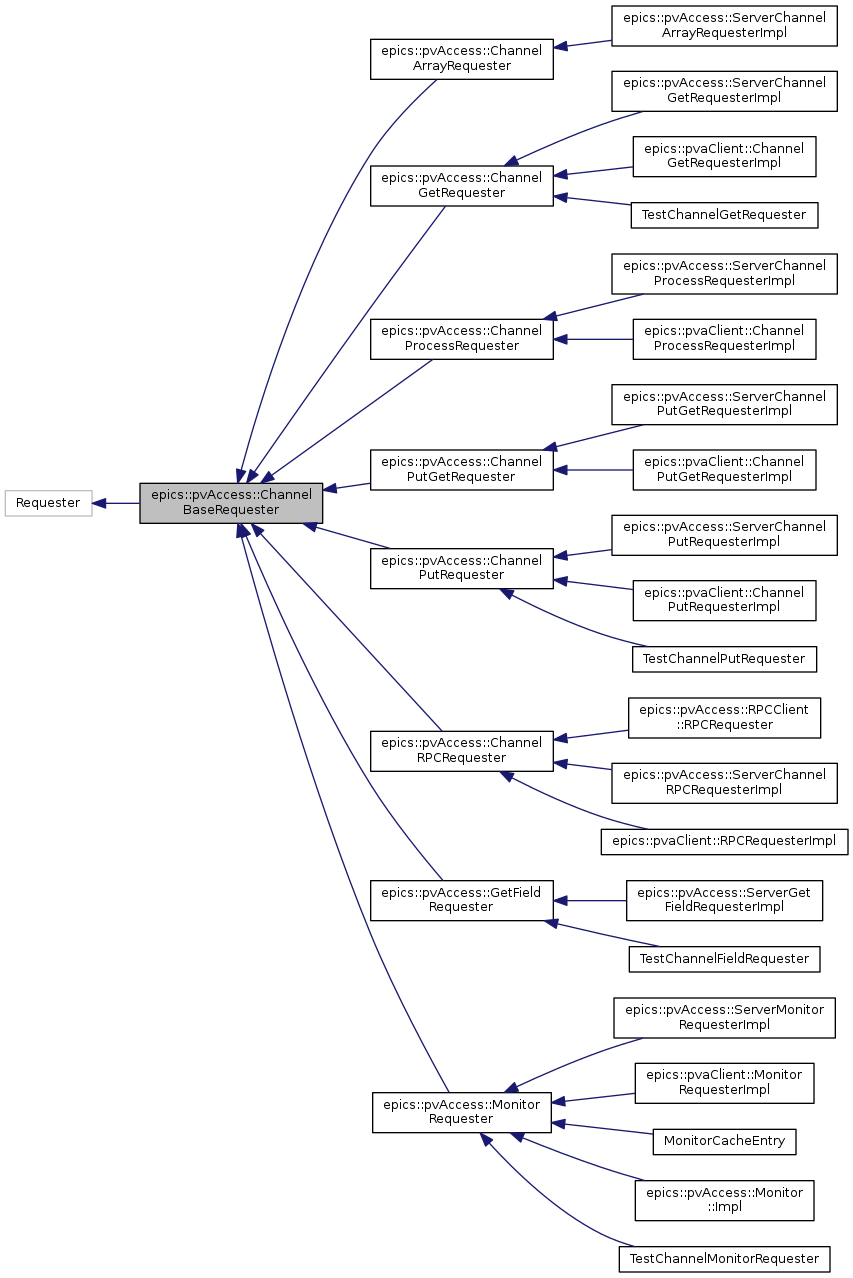 epics::pvAccess::ServerChannel
ArrayRequesterImpl
epics::pvAccess::Channel
ArrayRequester
epics::pvAccess::ServerChannel
GetRequesterImpl
epics::pvaClient::Channel
GetRequesterImpl
epics::pvAccess::Channel
GetRequester
TestChannelGetRequester
epics::pvAccess::ServerChannel
ProcessRequesterImpl
epics::pvAccess::Channel
ProcessRequester
epics::pvaClient::Channel
ProcessRequesterImpl
epics::pvAccess::ServerChannel
PutGetRequesterImpl
epics::pvAccess::Channel
PutGetRequester
epics::pvaClient::Channel
PutGetRequesterImpl
Requester
epics::pvAccess::Channel
BaseRequester
epics::pvAccess::ServerChannel
PutRequesterImpl
epics::pvAccess::Channel
PutRequester
epics::pvaClient::Channel
PutRequesterImpl
TestChannelPutRequester
epics::pvAccess::RPCClient
::RPCRequester
epics::pvAccess::Channel
RPCRequester
epics::pvAccess::ServerChannel
RPCRequesterImpl
epics::pvaClient::RPCRequesterImpl
epics::pvAccess::GetField
Requester
epics::pvAccess::ServerGet
FieldRequesterImpl
TestChannelFieldRequester
epics::pvAccess::ServerMonitor
RequesterImpl
epics::pvaClient::Monitor
RequesterImpl
epics::pvAccess::Monitor
Requester
MonitorCacheEntry
epics::pvAccess::Monitor
::Impl
TestChannelMonitorRequester